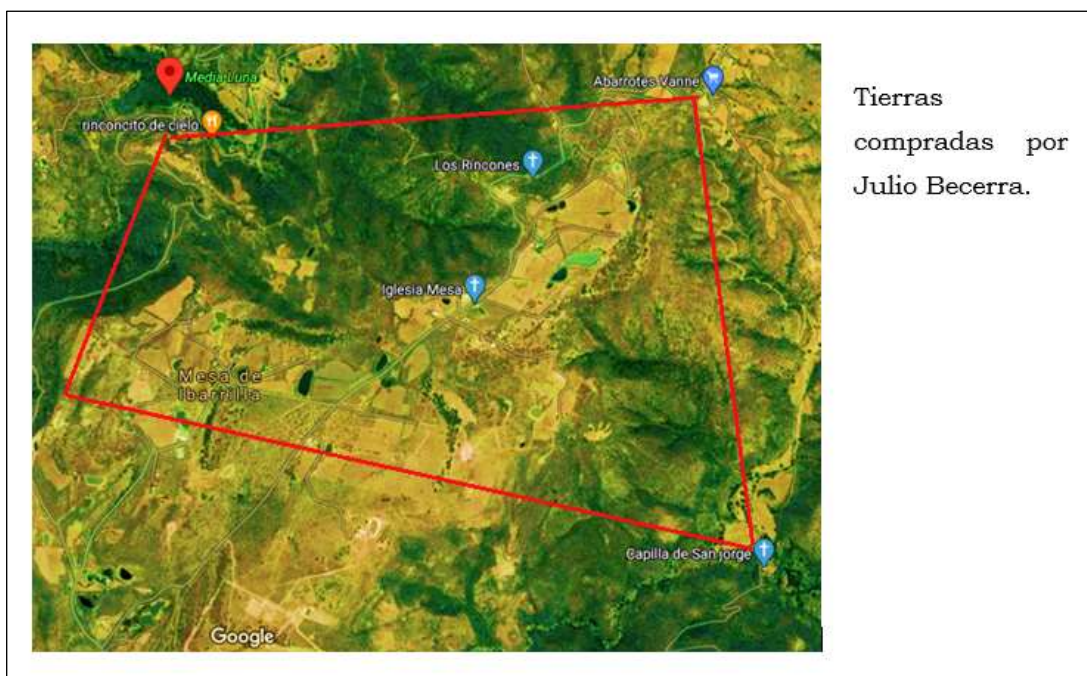 Media Luna
Abarrotes Vanne
rinconcito de cielo
Los Rincones
Iglesia Mesa
Mesa de
Ibarrilla
Capilla de San jorge
Google
Tierras
compradas por
Julio Becerra.